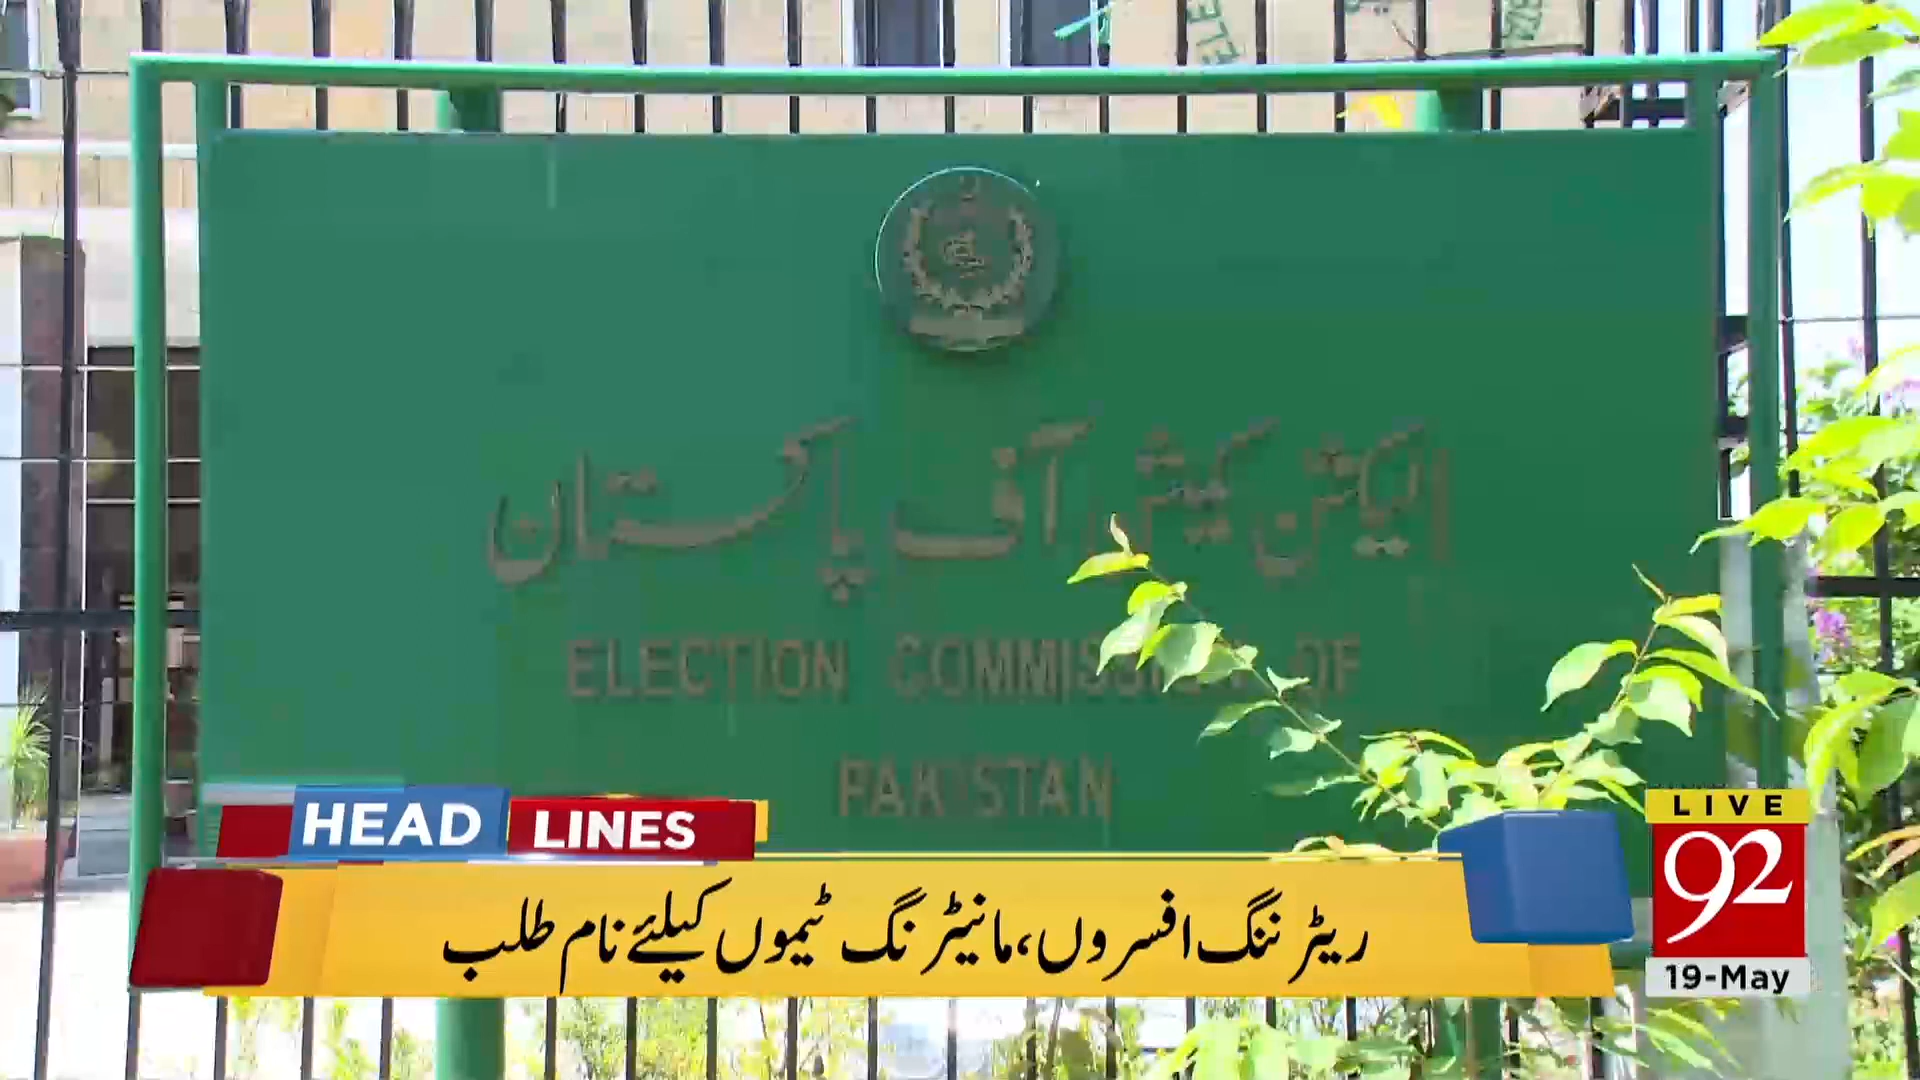 الیکشن کمیشن آف پاکستان
ELECTION COMMISSION OF
PAKISTAN
HEAD LINES
ریٹرننگ افسروں، مانیٹرنگ ٹیموں کیلئے نام طلب
LIVE
92
19-May